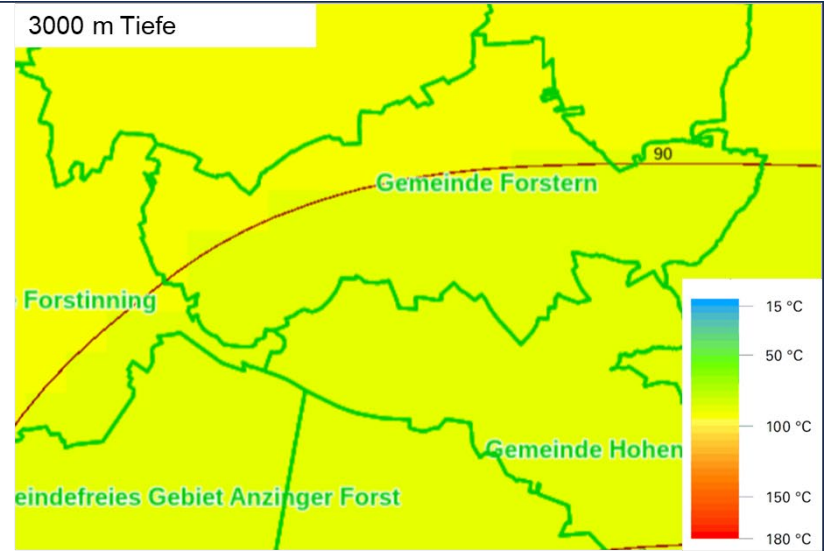 3000 m Tiefe
90
Gemeinde Forstern
Forstinning
15 °C
50 °C
100 °C
150 °C
180 °C
Gemeinde Hohen
eindefreies Gebiet Anzinger Forst